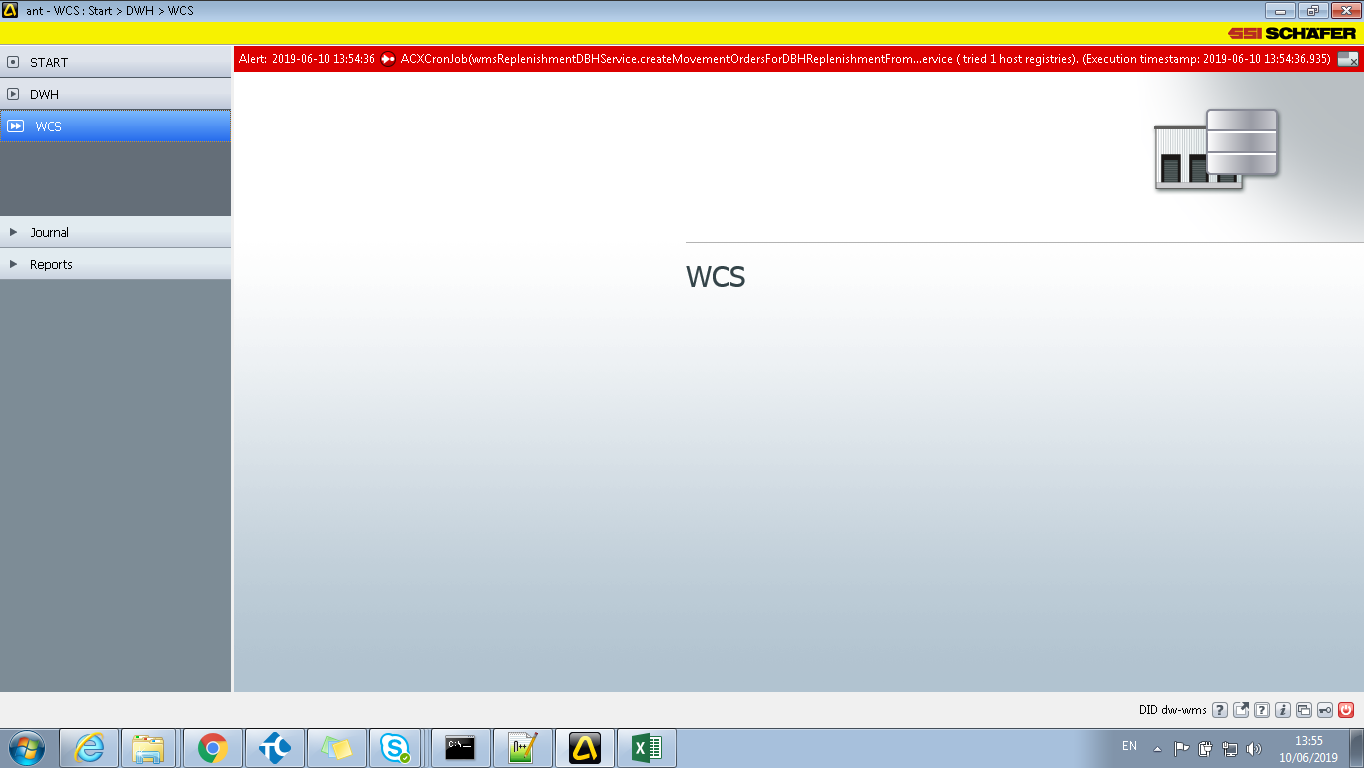 ant - WCS : Start > DWH > WCS
SSI SCHÄFER
START
Alert: 2019-06-10 13:54:36 ACXCronJob(wmsReplenishmentDBHService.createMovementOrdersForDBHReplenishmentFrom...ervice ( tried 1 host registries). (Execution timestamp: 2019-06-10 13:54:36.935)
DWH
WCS
Journal
Reports
WCS
DID dw-wms
C:\_
N++
EN
13:55
10/06/2019